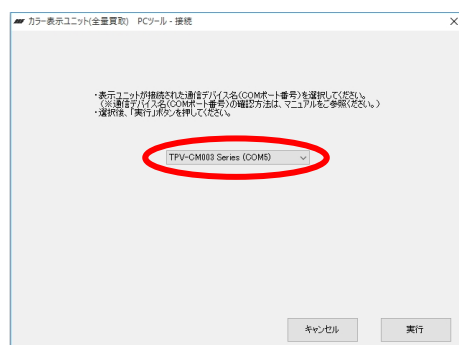 カラー表示ユニット(全量買取) PCツール - 接続
・表示ユニットが接続された通信デバイス名(COMポート番号)を選択してください。
(※通信デバイス名(COMポート番号)の確認方法は、マニュアルをご参照ください。)
・選択後、「実行」ボタンを押してください。
TPV-CM003 Series (COM5)
キャンセル 実行